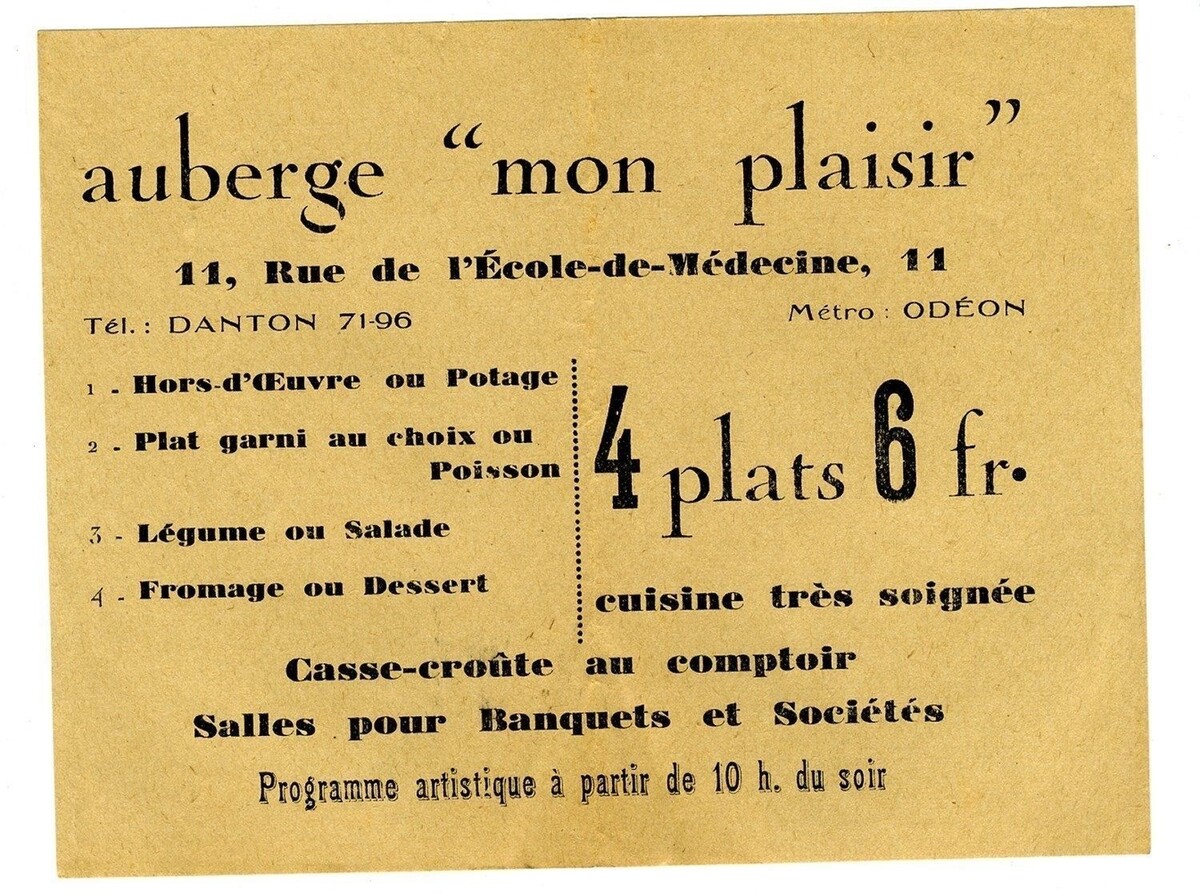 auberge “mon plaisir”
11, Rue de l'École-de-Médecine, 11
Tél. : DANTON 71-96
Métro : ODÉON
1 - Hors-d'Œuvre ou Potage
2 - Plat garni au choix ou
Poisson
3 - Légume ou Salade
4 - Fromage ou Dessert
4 plats 6 fr.
cuisine très soignée
Casse-croûte au comptoir
Salles pour Banquets et Sociétés
Programme artistique à partir de 10 h. du soir